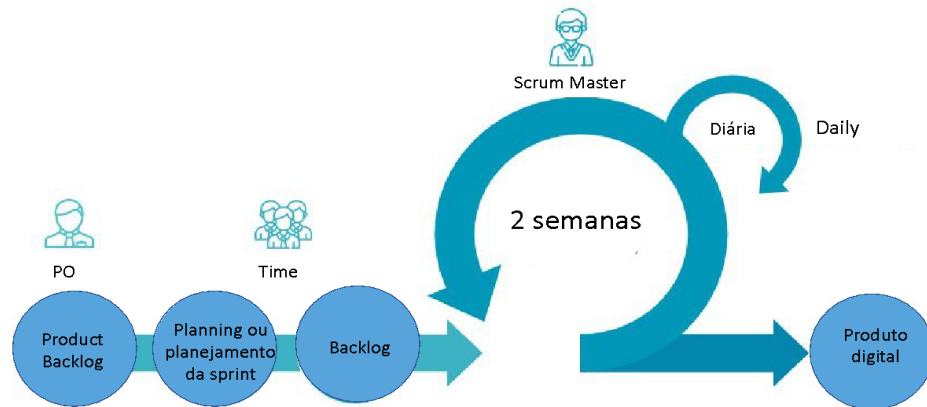 Scrum Master
Diária
Daily
2 semanas
PO
Time
Product
Backlog
Planning ou
planejamento
da sprint
Backlog
Produto
digital